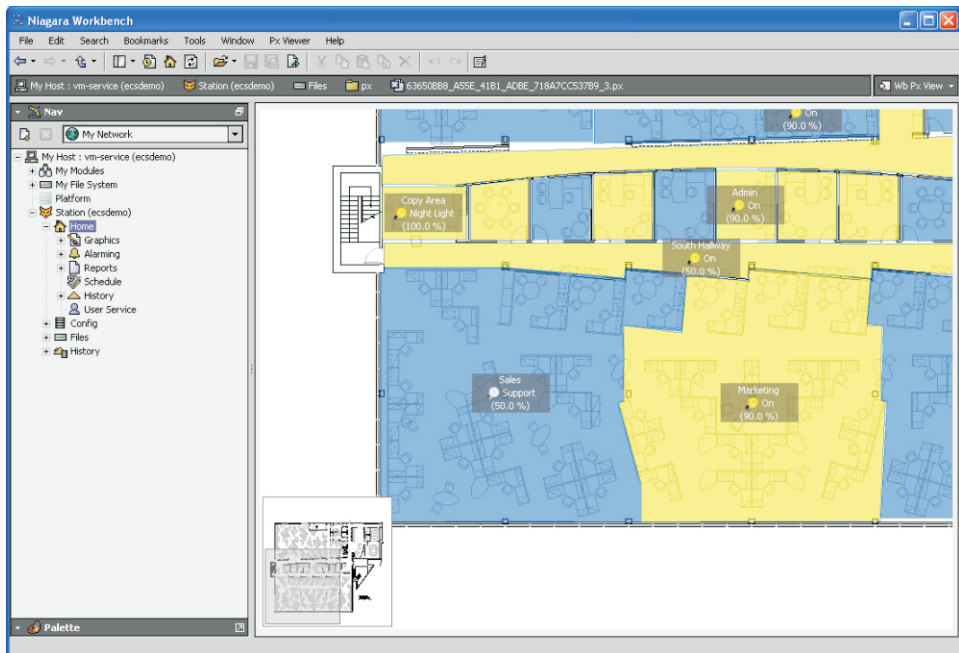 Niagara Workbench
File Edit Search Bookmarks Tools Window Px Viewer Help
My Host : vm-service (ecsdemo) Station (ecsdemo) Files px 63650BB8_A55E_41B1_ADBE_718A7CC537B9_3.px Wb Px View
Nav
My Network
My Host : vm-service (ecsdemo)
My Modules
My File System
Platform
Station (ecsdemo)
Home
Graphics
Alarming
Reports
Schedule
History
User Service
Config
Files
History
Palette
On
(90.0 %)
Copy Area
Night Light
(100.0 %)
Admin
On
(90.0 %)
South Hallway
On
(50.0 %)
Sales
Support
(50.0 %)
Marketing
On
(90.0 %)